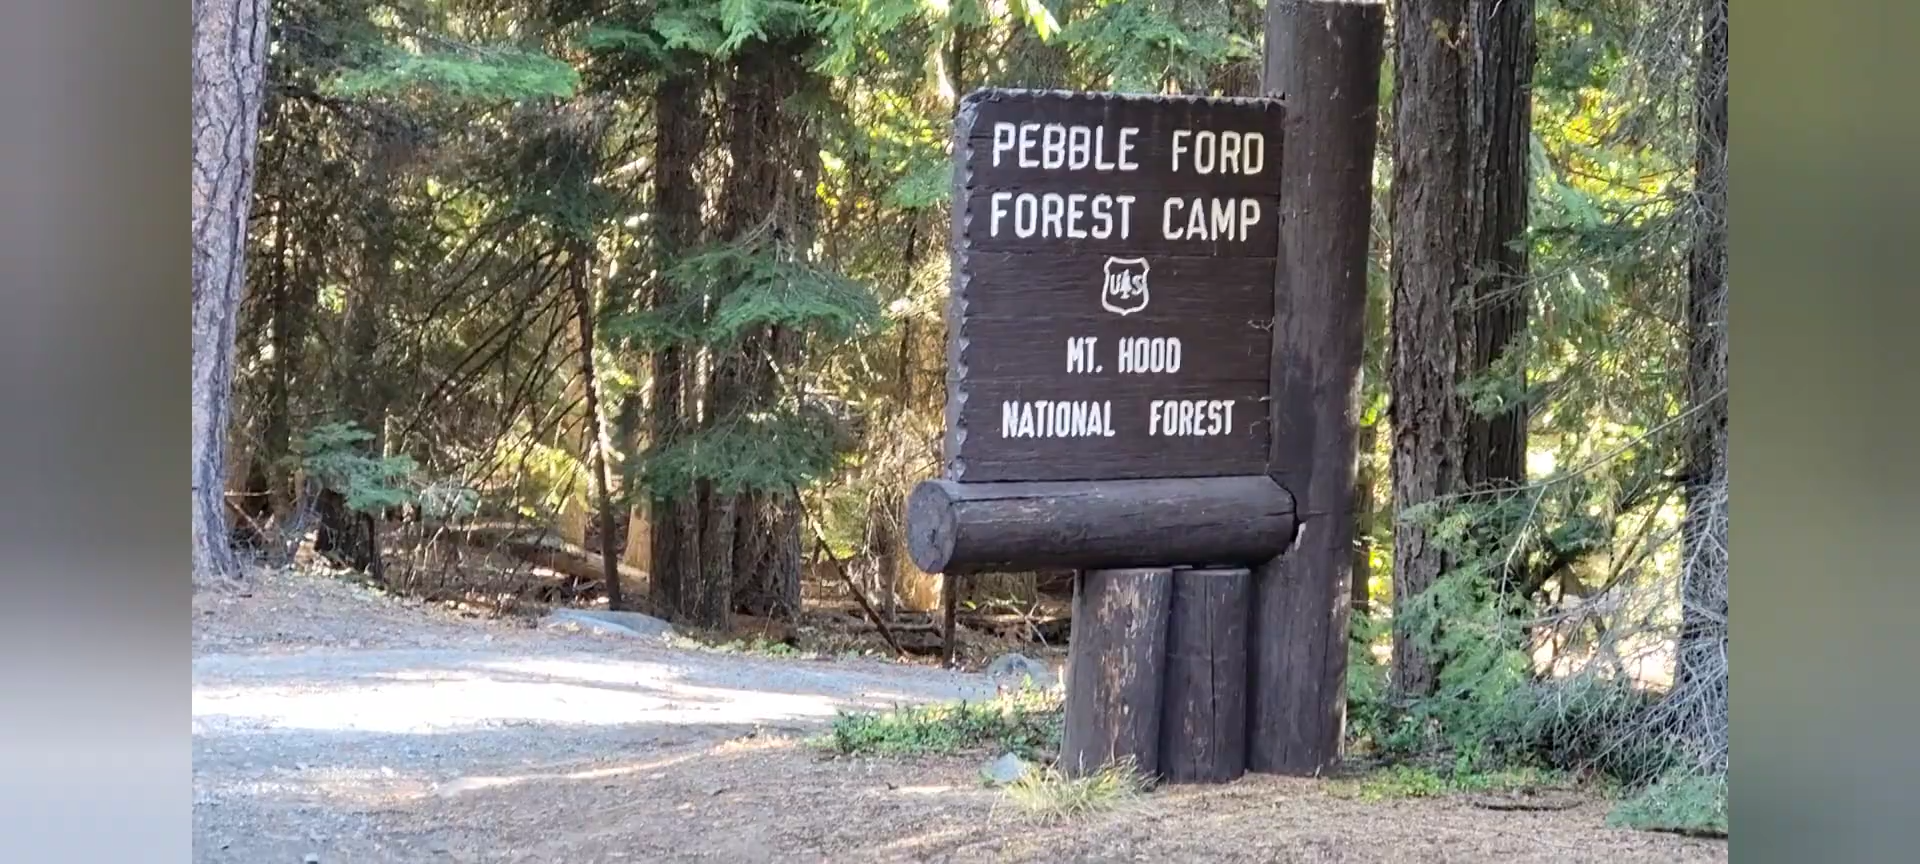 PEBBLE FORD
FOREST CAMP
US
MT. HOOD
NATIONAL FOREST